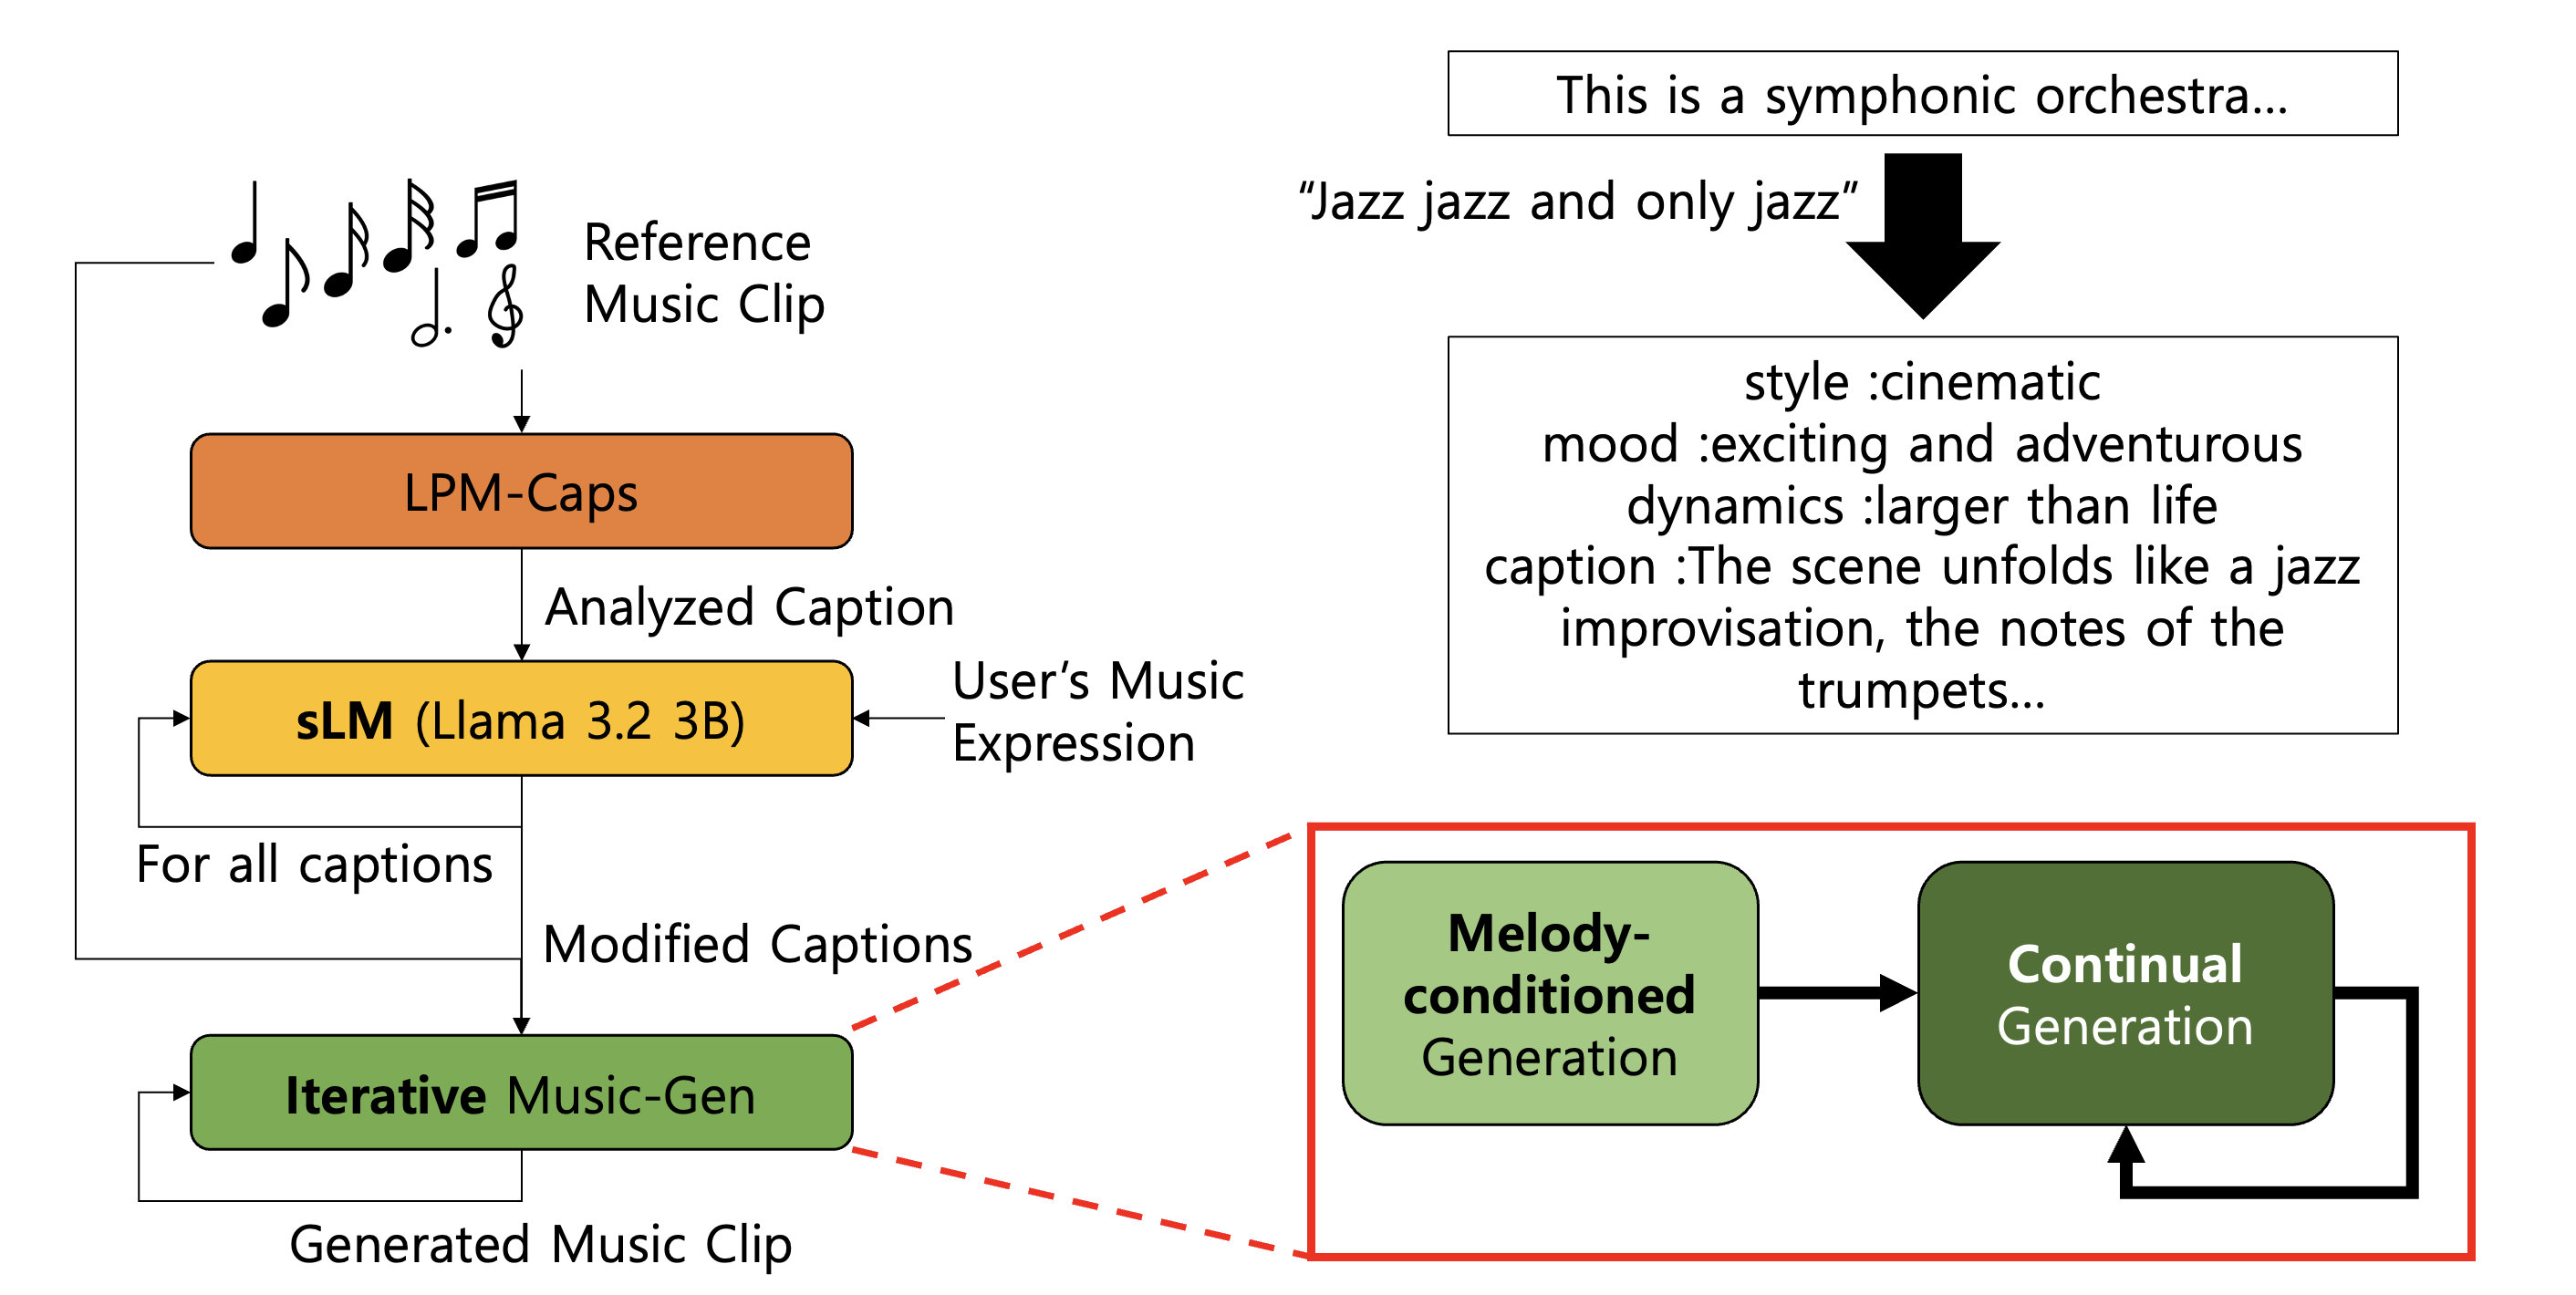 Reference
Music Clip
LPM-Caps
Analyzed Caption
sLM (Llama 3.2 3B)
User‘s Music
Expression
For all captions
Modified Captions
Iterative Music-Gen
Generated Music Clip
This is a symphonic orchestra…
“Jazz jazz and only jazz”
style :cinematic
mood :exciting and adventurous
dynamics :larger than life
caption :The scene unfolds like a jazz
improvisation, the notes of the
trumpets…
Melody-
conditioned
Generation
Continual
Generation